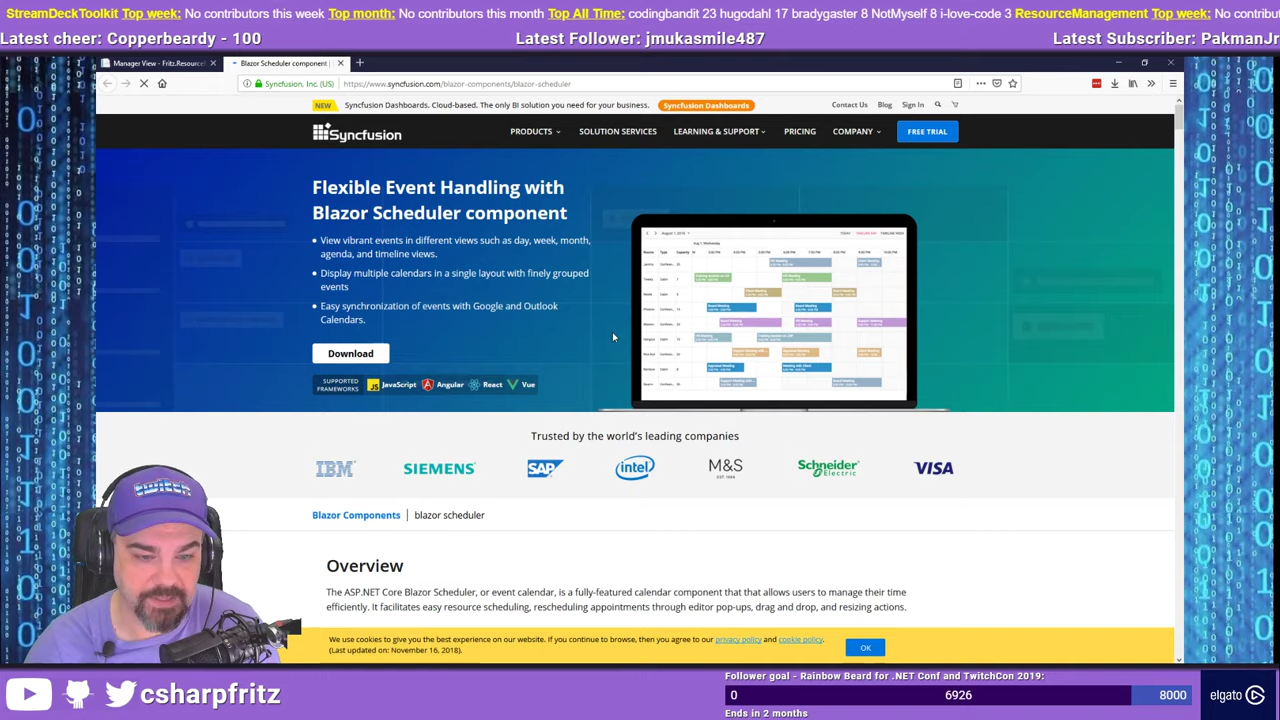 StreamDeckToolkit Top week: No contributors this week Top month: No contributors this month Top All Time: codingbandit 23 hugodahl 17 bradygaster 8 NotMyself 8 i-love-code 3 ResourceManagement Top week: No contribut
Latest cheer: Copperbeardy - 100
Latest Follower: jmukasmile487
Latest Subscriber: PakmanJr
Manager View - Fritz.Resource
Blazor Scheduler component |
Syncfusion, Inc. (US)
https://www.syncfusion.com/blazor-components/blazor-scheduler
NEW Syncfusion Dashboards. Cloud-based. The only BI solution you need for your business. Syncfusion Dashboards
Contact Us Blog Sign In
Syncfusion
PRODUCTS SOLUTION SERVICES LEARNING & SUPPORT PRICING COMPANY FREE TRIAL
Flexible Event Handling with
Blazor Scheduler component
View vibrant events in different views such as day, week, month,
agenda, and timeline views.
Display multiple calendars in a single layout with finely grouped
events
Easy synchronization of events with Google and Outlook
Calendars.
Download
SUPPORTED
FRAMEWORKS
JS JavaScript Angular React Vue
Trusted by the world's leading companies
IBM SIEMENS SAP intel M&S Schneider Electric VISA
Blazor Components | blazor scheduler
Overview
The ASP.NET Core Blazor Scheduler, or event calendar, is a fully-featured calendar component that that allows users to manage their time
efficiently. It facilitates easy resource scheduling, rescheduling appointments through editor pop-ups, drag and drop, and resizing actions.
We use cookies to give you the best experience on our website. If you continue to browse, then you agree to our privacy policy and cookie policy.
(Last updated on: November 16, 2018).
OK
csharpfritz
Follower goal - Rainbow Beard for .NET Conf and TwitchCon 2019:
0 6926 8000
Ends in 2 months
elgato